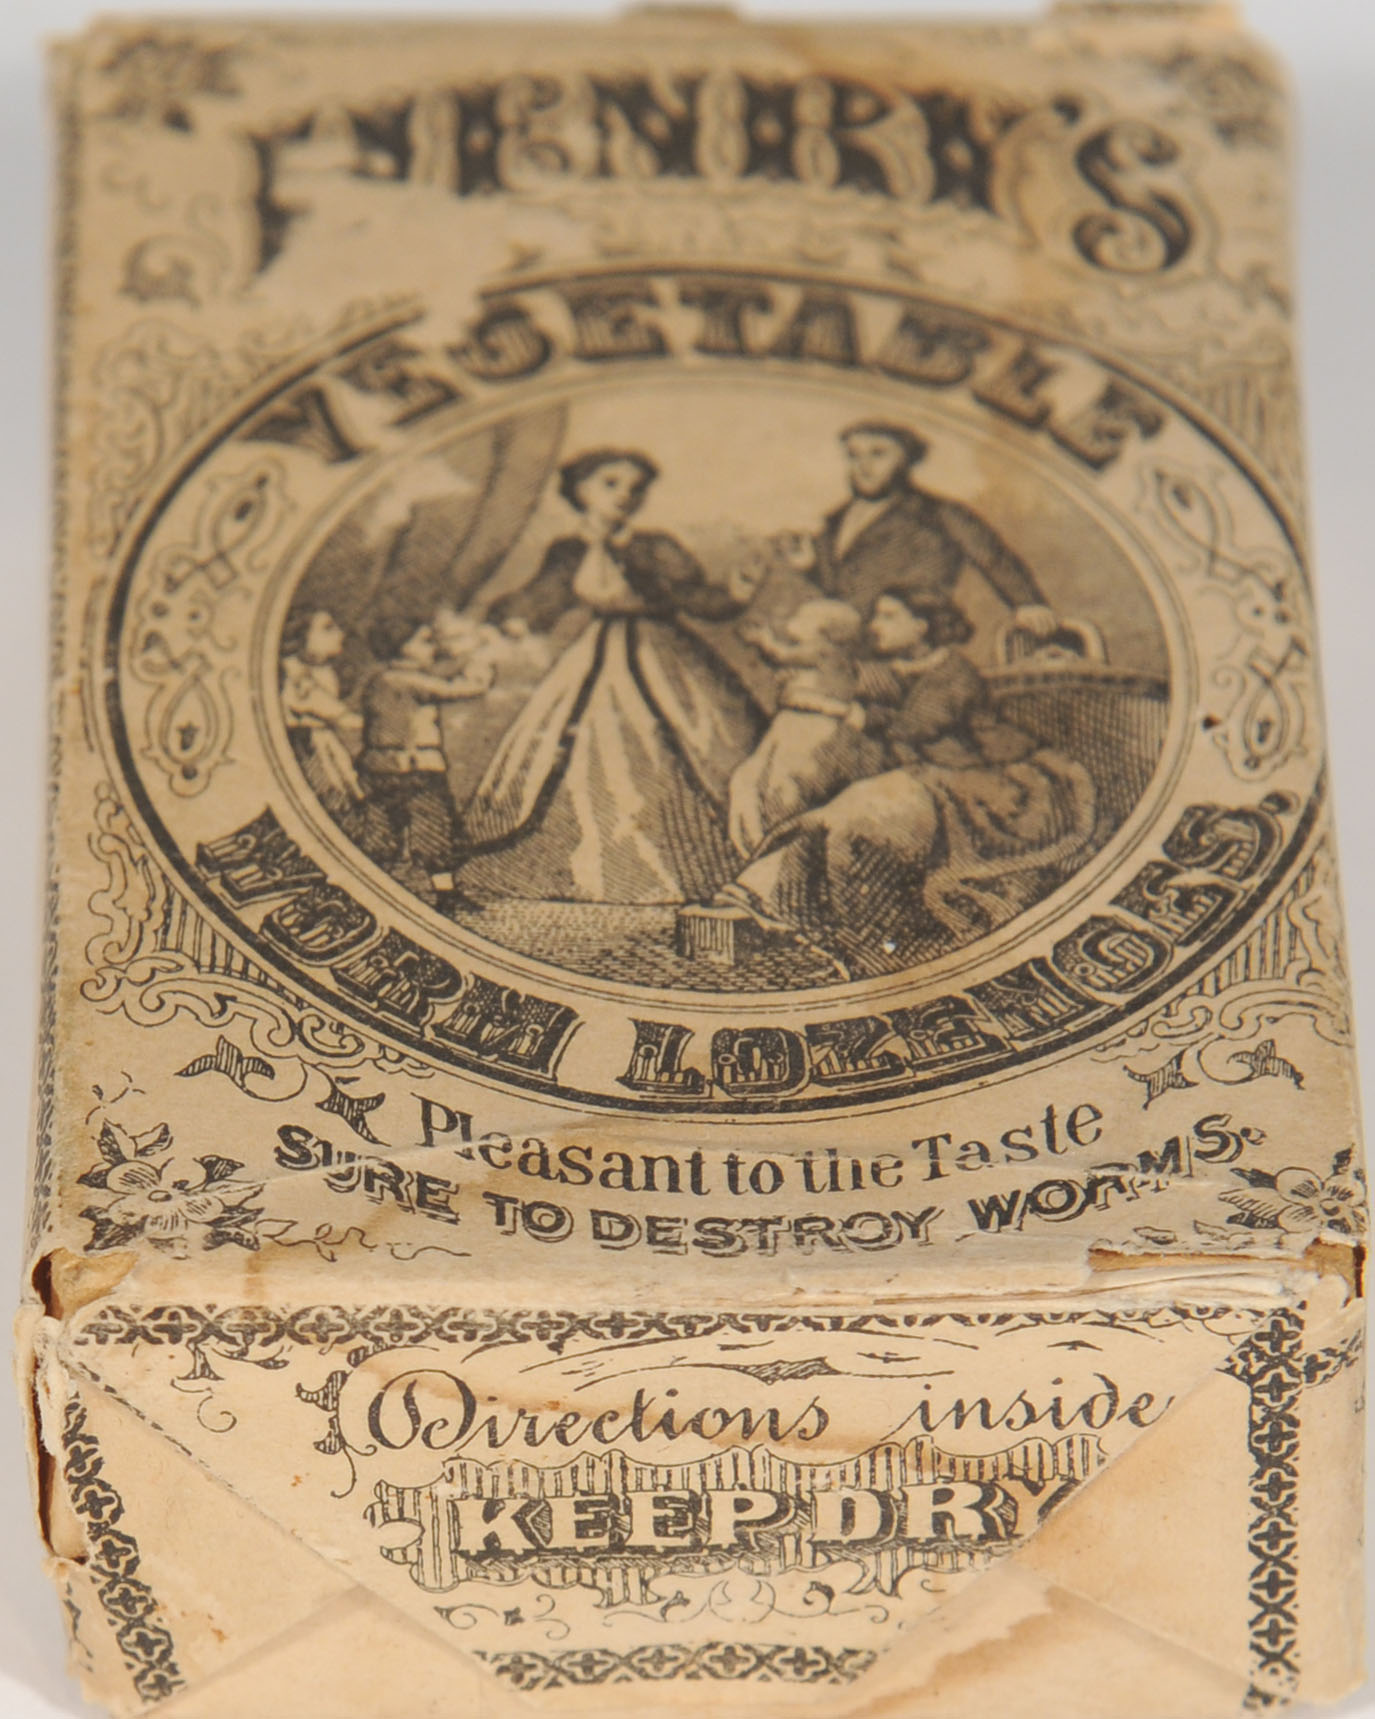 HENRY'S
VEGETABLE
WORM LOZENGES.
Pleasant to the Taste
SURE TO DESTROY WORMS.
Directions inside
KEEP DRY